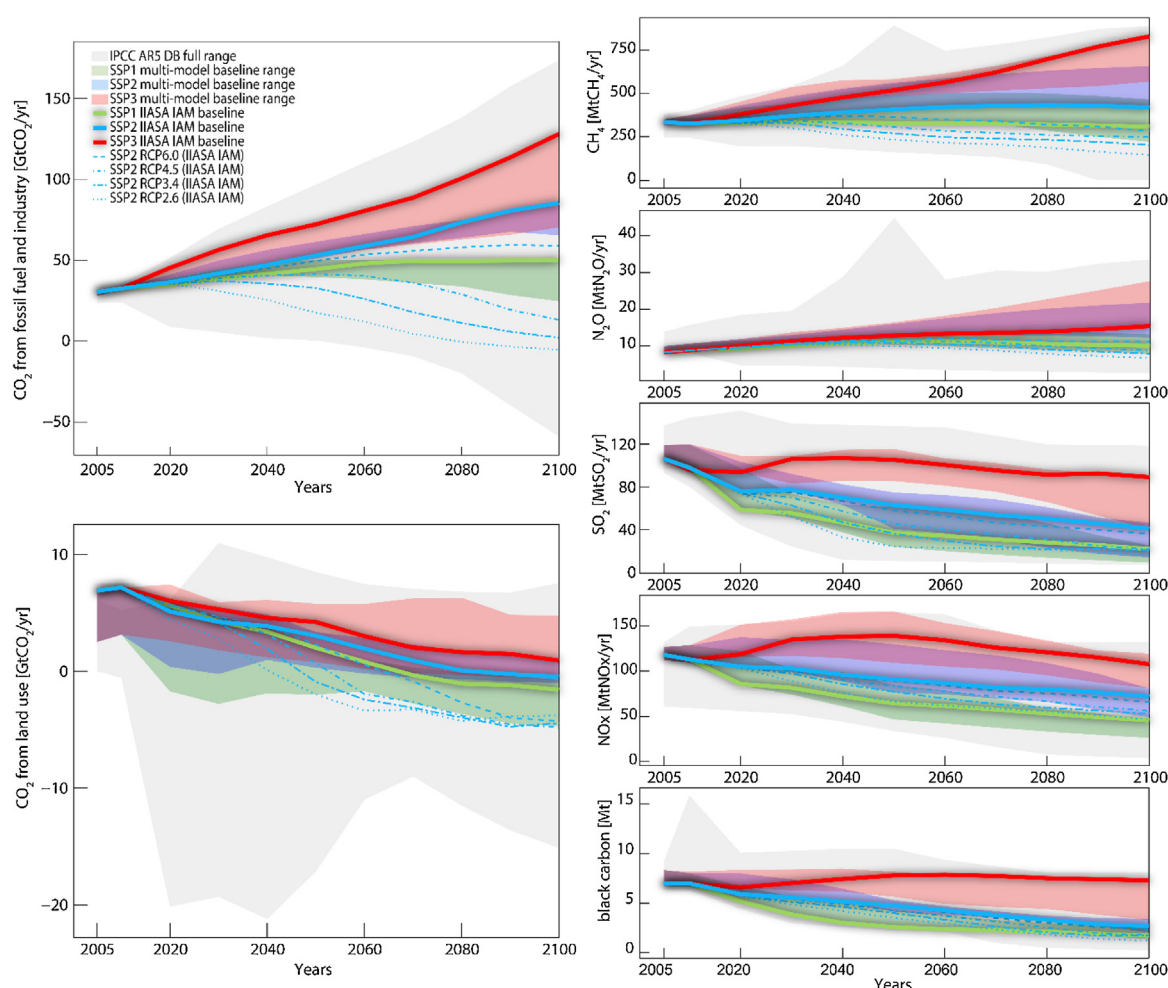 IPCC AR5 DB full range
SSP1 multi-model baseline range
SSP2 multi-model baseline range
SSP3 multi-model baseline range
SSP1 IIASA IAM baseline
SSP2 IIASA IAM baseline
SSP3 IIASA IAM baseline
SSP2 RCP6.0 (IIASA IAM)
SSP2 RCP4.5 (IIASA IAM)
SSP2 RCP3.4 (IIASA IAM)
SSP2 RCP2.6 (IIASA IAM)
CO₂ from fossil fuel and industry [GtCO₂/yr]
150
100
50
0
−50
2005 2020 2040 2060 2080 2100
Years
CO₂ from land use [GtCO₂/yr]
10
0
−10
−20
2005 2020 2040 2060 2080 2100
Years
CH₄ [MtCH₄/yr]
750
500
250
0
2005 2020 2040 2060 2080 2100
N₂O [MtN₂O/yr]
40
30
20
10
2005 2020 2040 2060 2080 2100
SO₂ [MtSO₂/yr]
120
80
40
0
2005 2020 2040 2060 2080 2100
NOx [MtNOx/yr]
150
100
50
0
2005 2020 2040 2060 2080 2100
black carbon [Mt]
15
10
5
0
2005 2020 2040 2060 2080 2100
Years